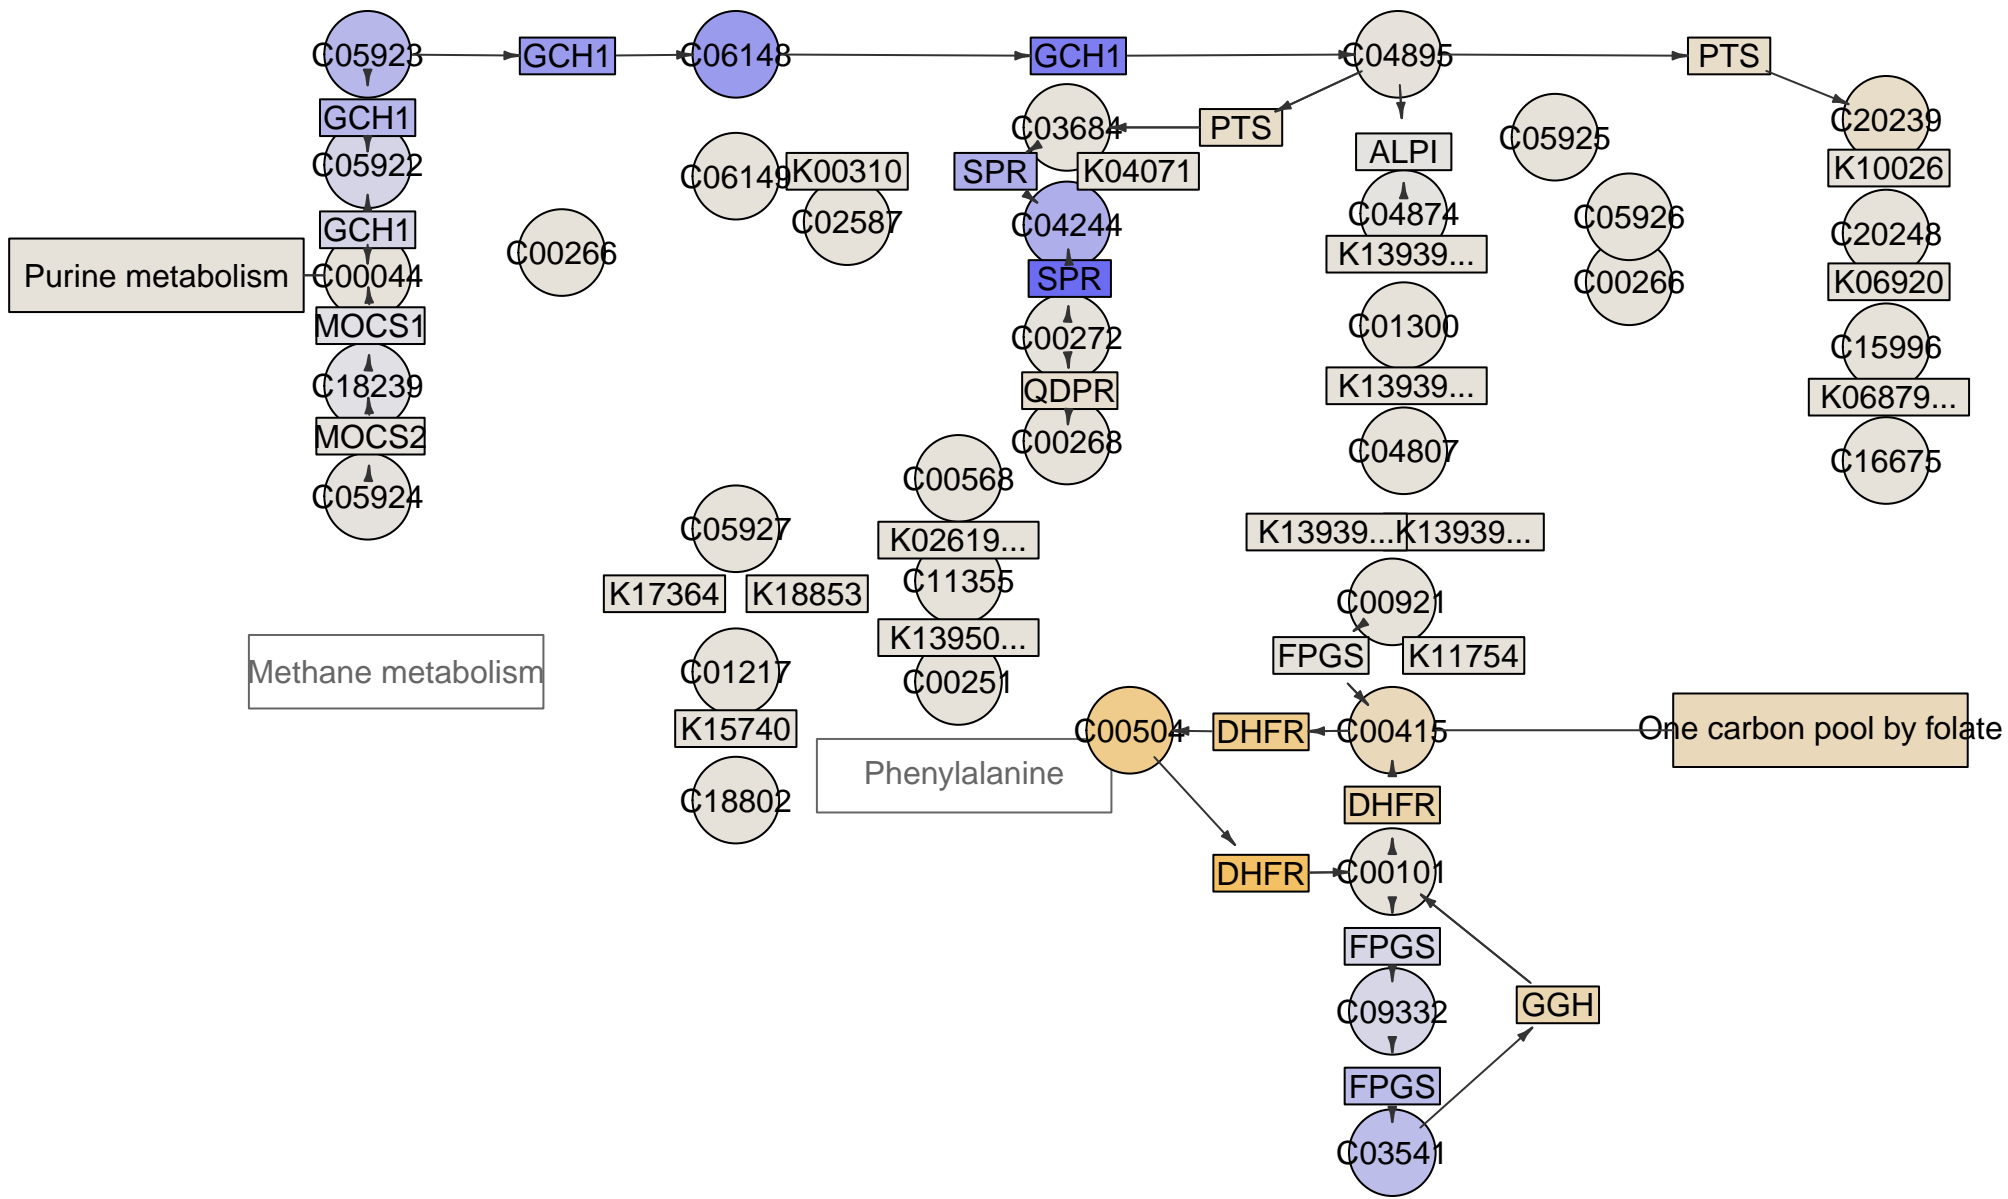 C05923
GCH1
C06148
GCH1
C04895
PTS
GCH1
C03684
PTS
C05925
C20239
C05922
C06149
K00310
SPR
K04071
ALPI
K10026
GCH1
C02587
C04244
C04874
C05926
C20248
C00266
K13939...
Purine metabolism
C00044
SPR
C00266
K06920
MOCS1
C00272
C01300
C15996
C18239
QDPR
K13939...
K06879...
MOCS2
C00268
C04807
C16675
C05924
C00568
C05927
K02619...
K13939...
K13939...
K17364
K18853
C11355
C00921
K13950...
FPGS
K11754
Methane metabolism
C01217
C00251
K15740
C00504
DHFR
C00415
One carbon pool by folate
Phenylalanine
C18802
DHFR
DHFR
C00101
FPGS
C09332
GGH
FPGS
C03541